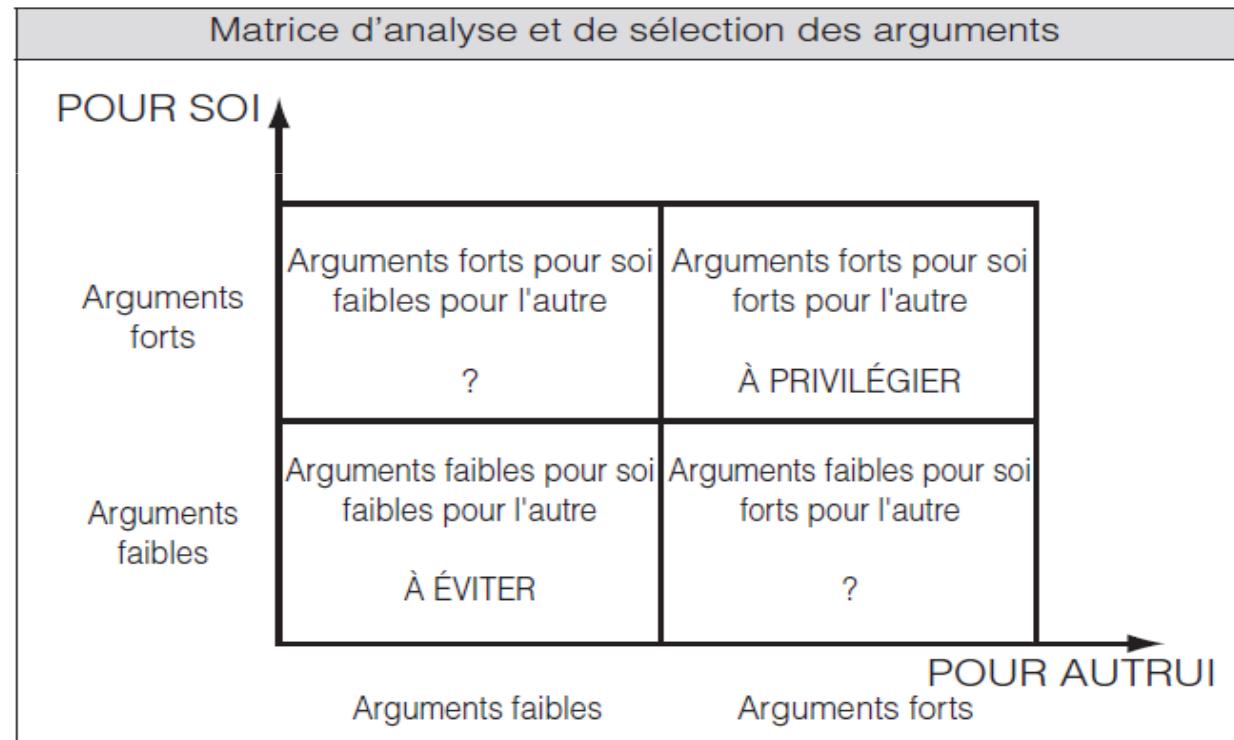 Matrice d'analyse et de sélection des arguments
POUR SOI
Arguments forts pour soi
faibles pour l'autre
?
Arguments forts pour soi
forts pour l'autre
À PRIVILÉGIER
Arguments
forts
Arguments faibles pour soi
faibles pour l'autre
À ÉVITER
Arguments faibles pour soi
forts pour l'autre
?
Arguments
faibles
POUR AUTRUI
Arguments faibles
Arguments forts